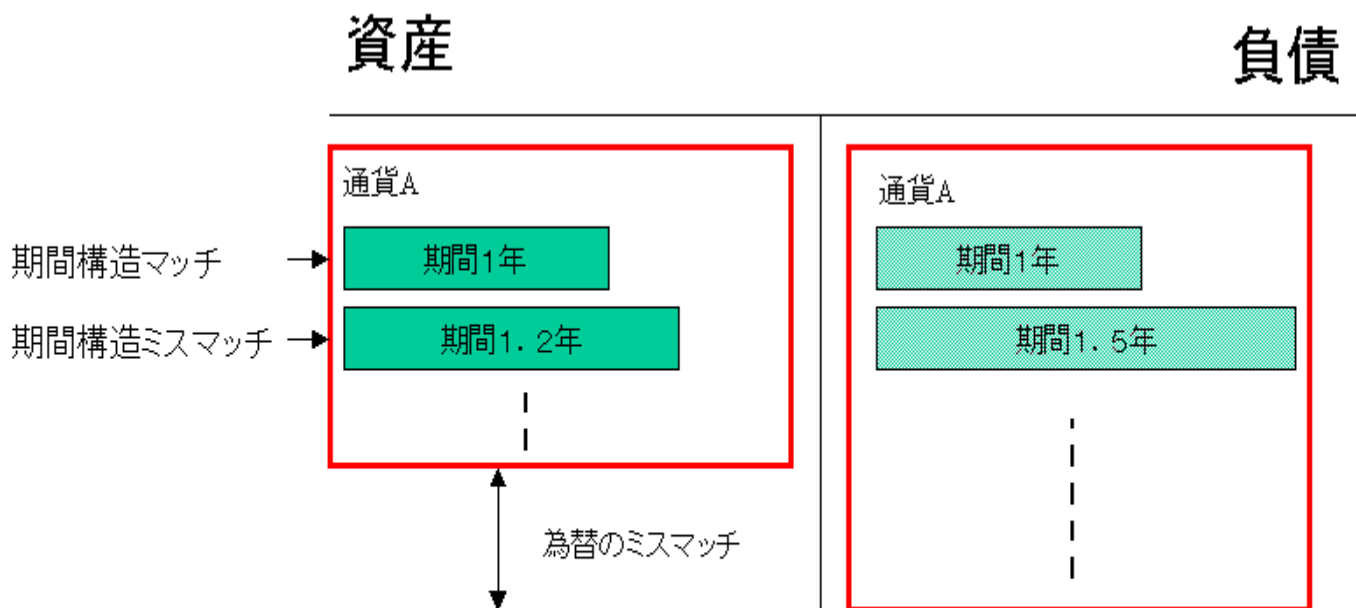 資産
負債
通貨A
通貨A
期間構造マッチ
期間1年
期間1年
期間構造ミスマッチ
期間1．2年
期間1．5年
為替のミスマッチ